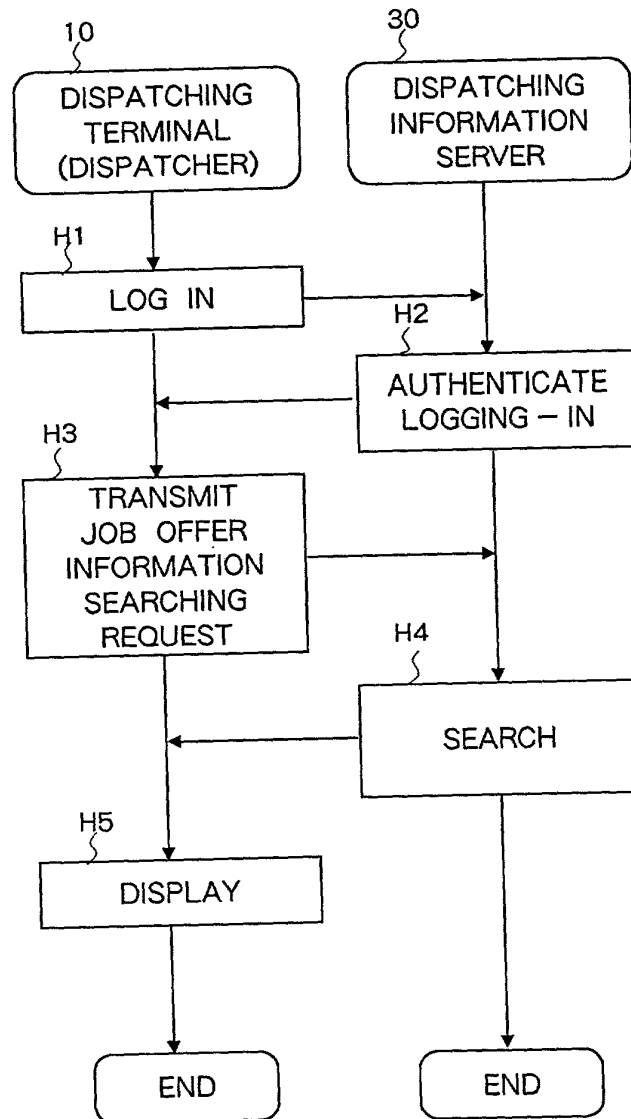 10
DISPATCHING
TERMINAL
(DISPATCHER)
30
DISPATCHING
INFORMATION
SERVER
H1
LOG IN
H2
AUTHENTICATE
LOGGING — IN
H3
TRANSMIT
JOB OFFER
INFORMATION
SEARCHING
REQUEST
H4
SEARCH
H5
DISPLAY
END
END